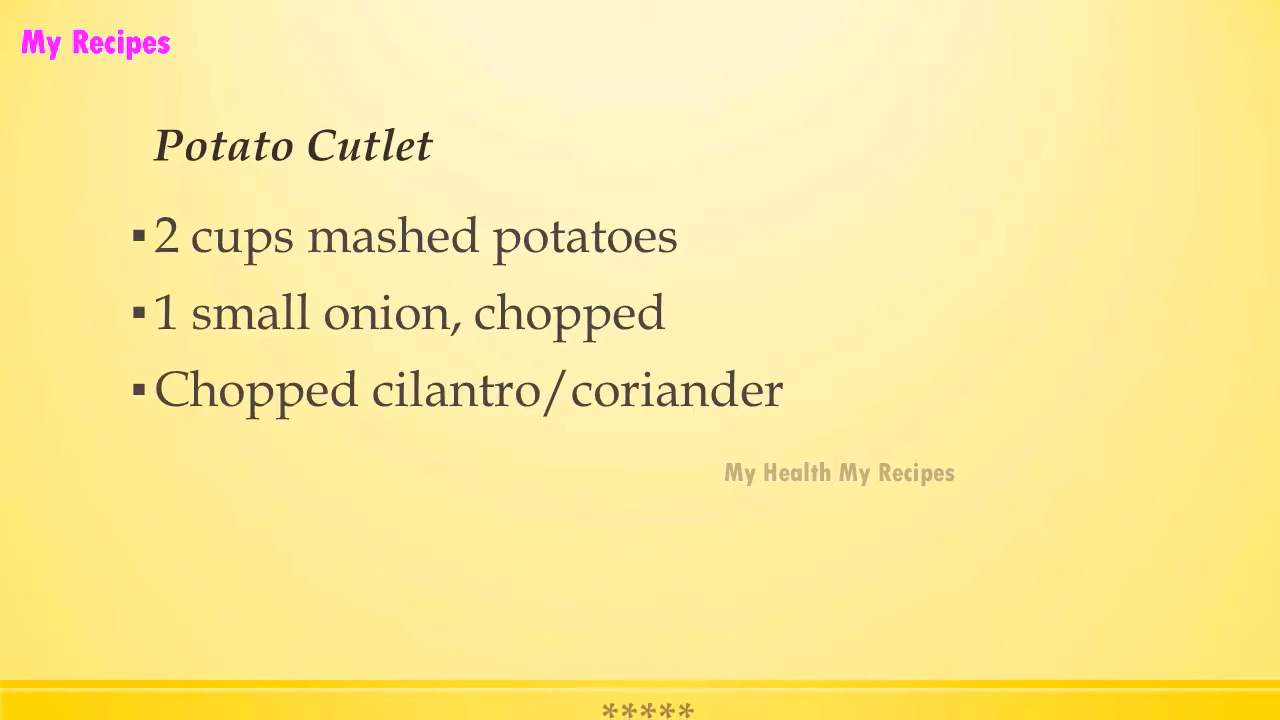 My Recipes
Potato Cutlet
▪2 cups mashed potatoes
▪1 small onion, chopped
▪Chopped cilantro/coriander
My Health My Recipes
*****